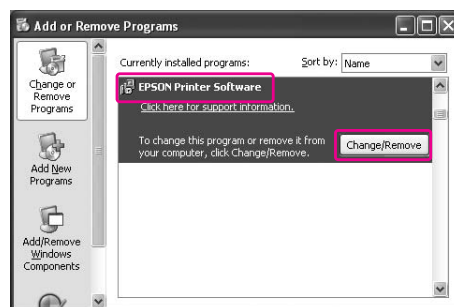 Add or Remove Programs
Change or
Remove
Programs
Add New
Programs
Add/Remove
Windows
Components
Currently installed programs:
Sort by: Name
EPSON Printer Software
Click here for support information.
To change this program or remove it from
your computer, click Change/Remove.
Change/Remove